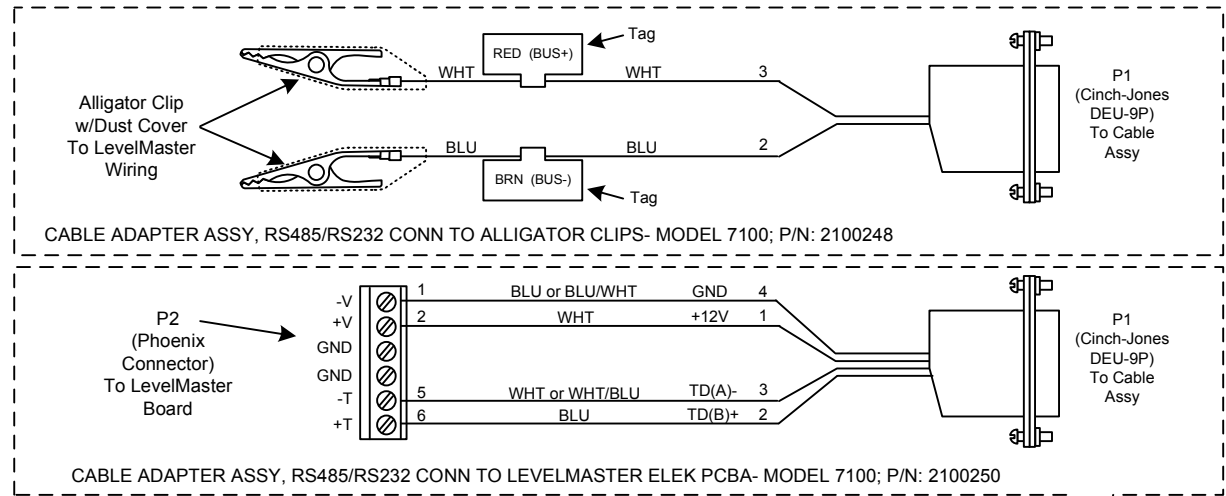 Tag
RED (BUS+)
WHT WHT 3
P1
(Cinch-Jones
DEU-9P)
To Cable
Assy
Alligator Clip
w/Dust Cover
To LevelMaster
Wiring
BLU BLU 2
BRN (BUS-)
Tag
CABLE ADAPTER ASSY, RS485/RS232 CONN TO ALLIGATOR CLIPS- MODEL 7100; P/N: 2100248
P2
(Phoenix
Connector)
To LevelMaster
Board
-V 1 BLU or BLU/WHT GND 4
+V 2 WHT +12V 1
GND
GND
-T 5 WHT or WHT/BLU TD(A)- 3
+T 6 BLU TD(B)+ 2
P1
(Cinch-Jones
DEU-9P)
To Cable
Assy
CABLE ADAPTER ASSY, RS485/RS232 CONN TO LEVELMASTER ELEK PCBA- MODEL 7100; P/N: 2100250